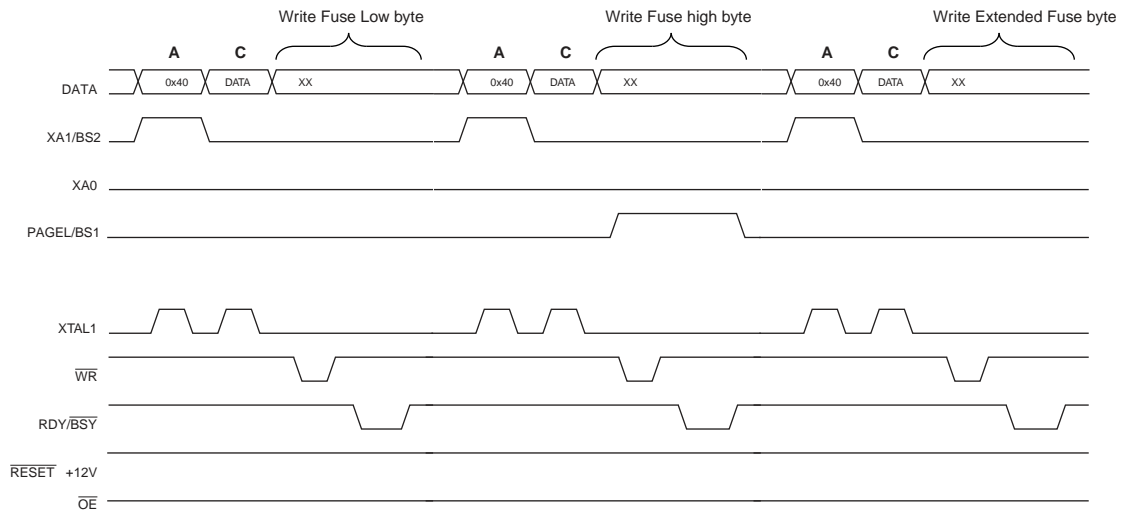 Write Fuse Low byte Write Fuse high byte Write Extended Fuse byte
A C A C A C
DATA 0x40 DATA XX 0x40 DATA XX 0x40 DATA XX
XA1/BS2
XA0
PAGEL/BS1
XTAL1
WR
RDY/BSY
RESET +12V
OE